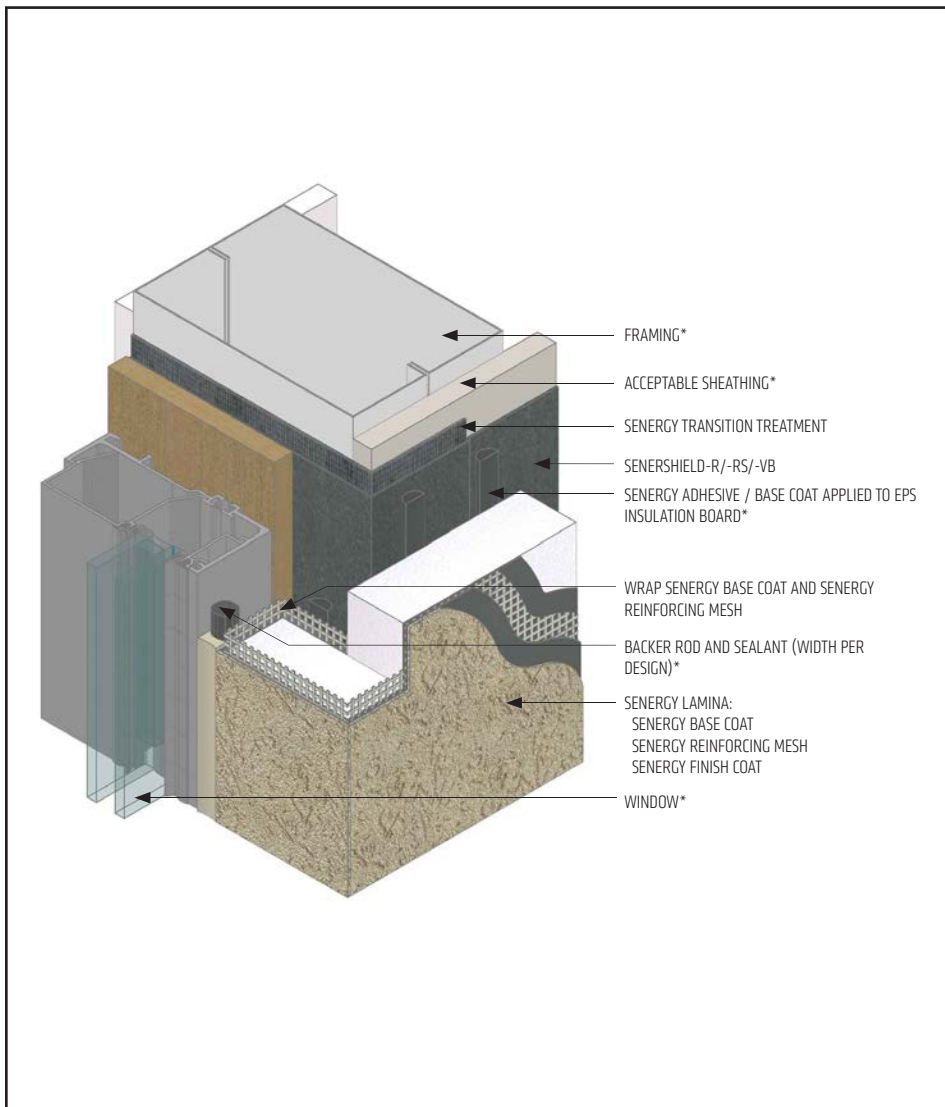 FRAMING*
ACCEPTABLE SHEATHING*
SENERGY TRANSITION TREATMENT
SENERSHIELD-R/-RS/-VB
SENERGY ADHESIVE / BASE COAT APPLIED TO EPS
INSULATION BOARD*
WRAP SENERGY BASE COAT AND SENERGY
REINFORCING MESH
BACKER ROD AND SEALANT (WIDTH PER
DESIGN)*
SENERGY LAMINA:
SENERGY BASE COAT
SENERGY REINFORCING MESH
SENERGY FINISH COAT
WINDOW*